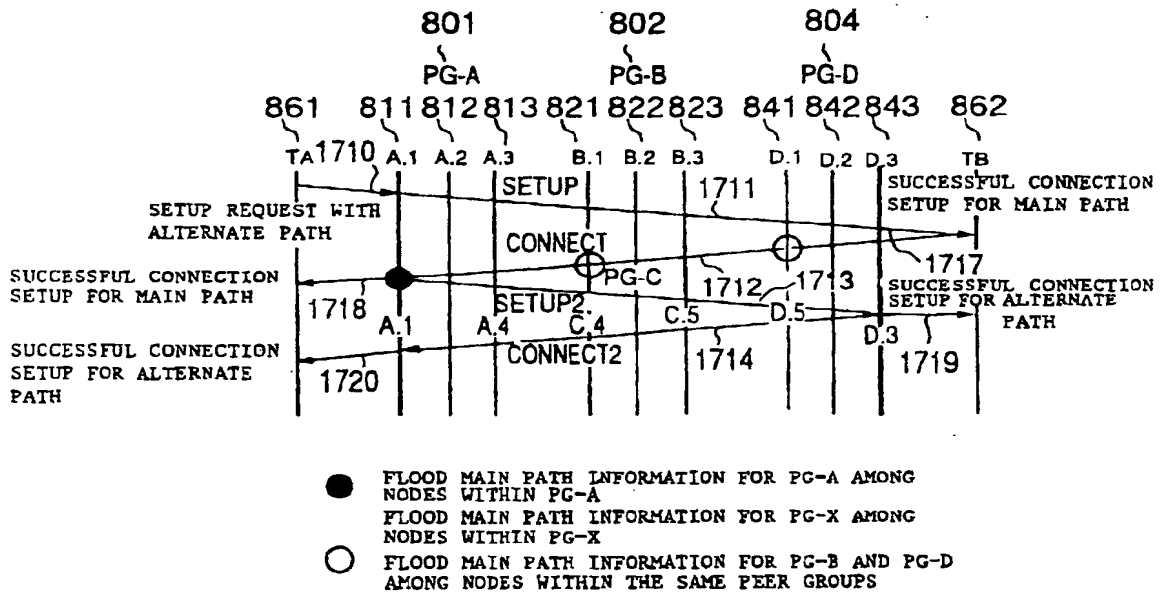 801 802 804
PG-A PG-B PG-D
861 811 812 813 821 822 823 841 842 843 862
TA 1710 A.1 A.2 A.3 B.1 B.2 B.3 D.1 D.2 D.3 TB
SETUP 1711 SUCCESSFUL CONNECTION
SETUP FOR MAIN PATH
SETUP REQUEST WITH
ALTERNATE PATH
CONNECT
PG-C 1712 1713 1717
SUCCESSFUL CONNECTION
SETUP FOR MAIN PATH
1718
SUCCESSFUL CONNECTION
SETUP FOR ALTERNATE
PATH
SETUP2.
A.1 A.4 C.4 C.5 D.5 D.3
CONNECT2 1714 1719
SUCCESSFUL CONNECTION
SETUP FOR ALTERNATE
PATH
1720
FLOOD MAIN PATH INFORMATION FOR PG-A AMONG
NODES WITHIN PG-A
FLOOD MAIN PATH INFORMATION FOR PG-X AMONG
NODES WITHIN PG-X
FLOOD MAIN PATH INFORMATION FOR PG-B AND PG-D
AMONG NODES WITHIN THE SAME PEER GROUPS